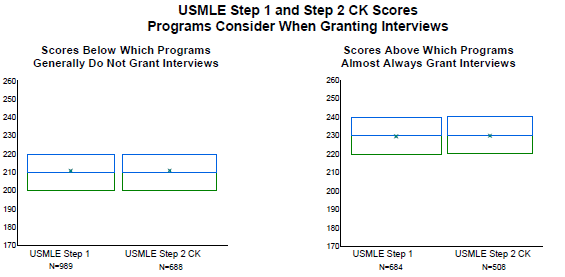 USMLE Step 1 and Step 2 CK Scores
Programs Consider When Granting Interviews
Scores Below Which Programs
Generally Do Not Grant Interviews
260
250
240
230
220
210
200
190
180
170
USMLE Step 1
USMLE Step 2 CK
N=989
N=688
Scores Above Which Programs
Almost Always Grant Interviews
260
250
240
230
220
210
200
190
180
170
USMLE Step 1
USMLE Step 2 CK
N=684
N=508